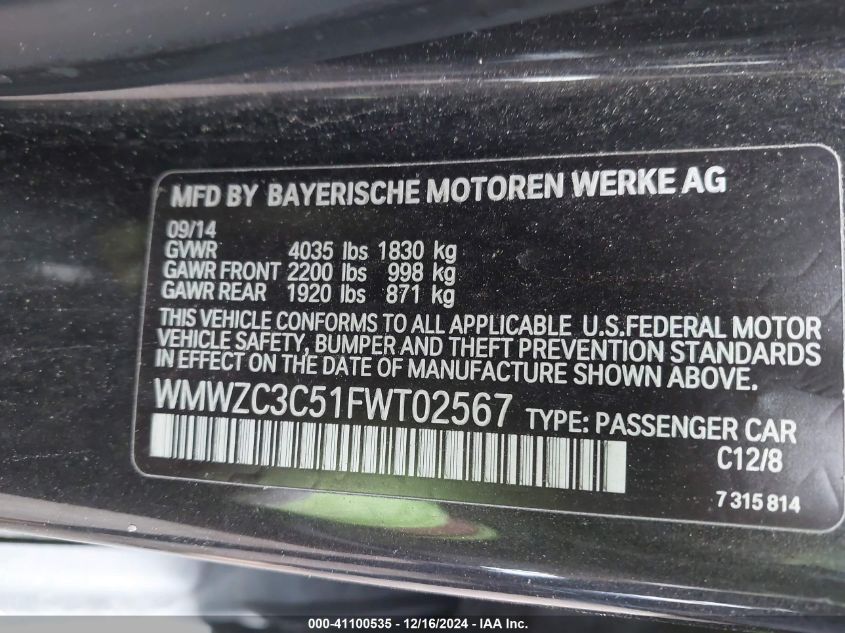 MFD BY BAYERISCHE MOTOREN WERKE AG
09/14
GVWR 4035 lbs 1830 kg
GAWR FRONT 2200 lbs 998 kg
GAWR REAR 1920 lbs 871 kg
THIS VEHICLE CONFORMS TO ALL APPLICABLE U.S.FEDERAL MOTOR
VEHICLE SAFETY, BUMPER AND THEFT PREVENTION STANDARDS
IN EFFECT ON THE DATE OF MANUFACTURE SHOWN ABOVE.
WMWZC3C51FWT02567 TYPE: PASSENGER CAR
C12/8
7 315 814
000-41100535 - 12/16/2024 - IAA Inc.